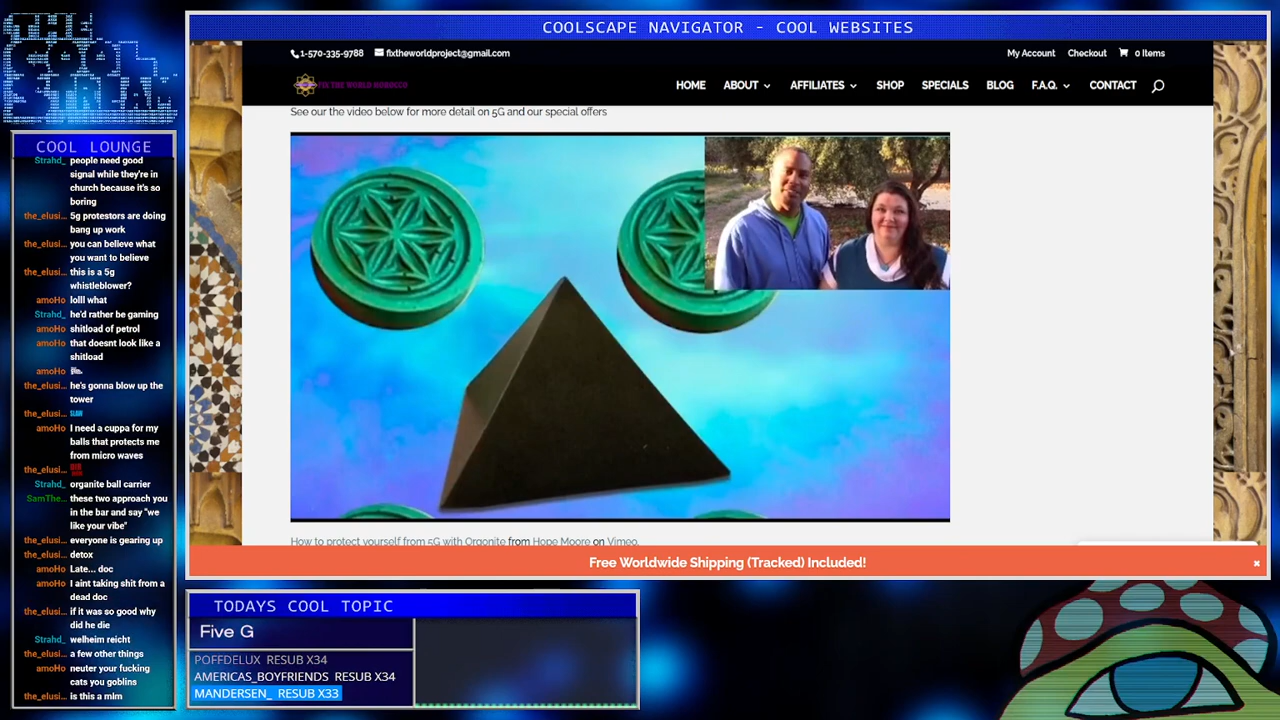 COOLSCAPE NAVIGATOR - COOL WEBSITES
1-570-335-9788 fixtheworldproject@gmail.com
My Account Checkout 0 Items
FIX THE WORLD MOROCCO
HOME ABOUT AFFILIATES SHOP SPECIALS BLOG F.A.Q. CONTACT
See our the video below for more detail on 5G and our special offers
How to protect yourself from 5G with Orgonite from Hope Moore on Vimeo.
Free Worldwide Shipping (Tracked) Included!
COOL LOUNGE
Strahd_ people need good
signal while they're in
church because it's so
boring
the_elusi... 5g protestors are doing
bang up work
the_elusi... you can believe what
you want to believe
the_elusi... this is a 5g
whistleblower?
amoHo lolll what
Strahd_ he'd rather be gaming
amoHo shitload of petrol
amoHo that doesnt look like a
shitload
amoHo
the_elusi... he's gonna blow up the
tower
the_elusi...
amoHo I need a cuppa for my
balls that protects me
from micro waves
the_elusi...
Strahd_ organite ball carrier
SamThe... these two approach you
in the bar and say "we
like your vibe"
the_elusi... everyone is gearing up
the_elusi... detox
amoHo Late... doc
amoHo I aint taking shit from a
dead doc
the_elusi... if it was so good why
did he die
Strahd_ welheim reicht
the_elusi... a few other things
amoHo neuter your fucking
cats you goblins
the_elusi... is this a mlm
TODAYS COOL TOPIC
Five G
POFFDELUX RESUB X34
AMERICAS_BOYFRIENDS RESUB X34
MANDERSEN_ RESUB X33